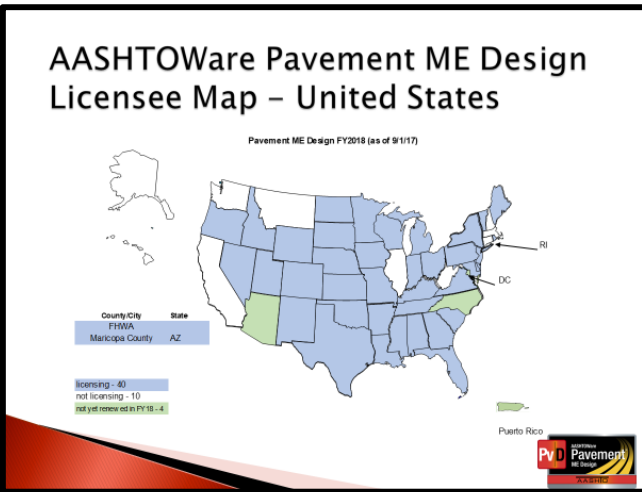 AASHTOWare Pavement ME Design
Licensee Map – United States
Pavement ME Design FY2018 (as of 9/1/17)
RI
DC
County/City State
FHWA
Maricopa County AZ
licensing - 40
not licensing - 10
not yet renewed in FY18 - 4
Puerto Rico
PvD
AASHTOWare
Pavement
ME Design
AASHTO